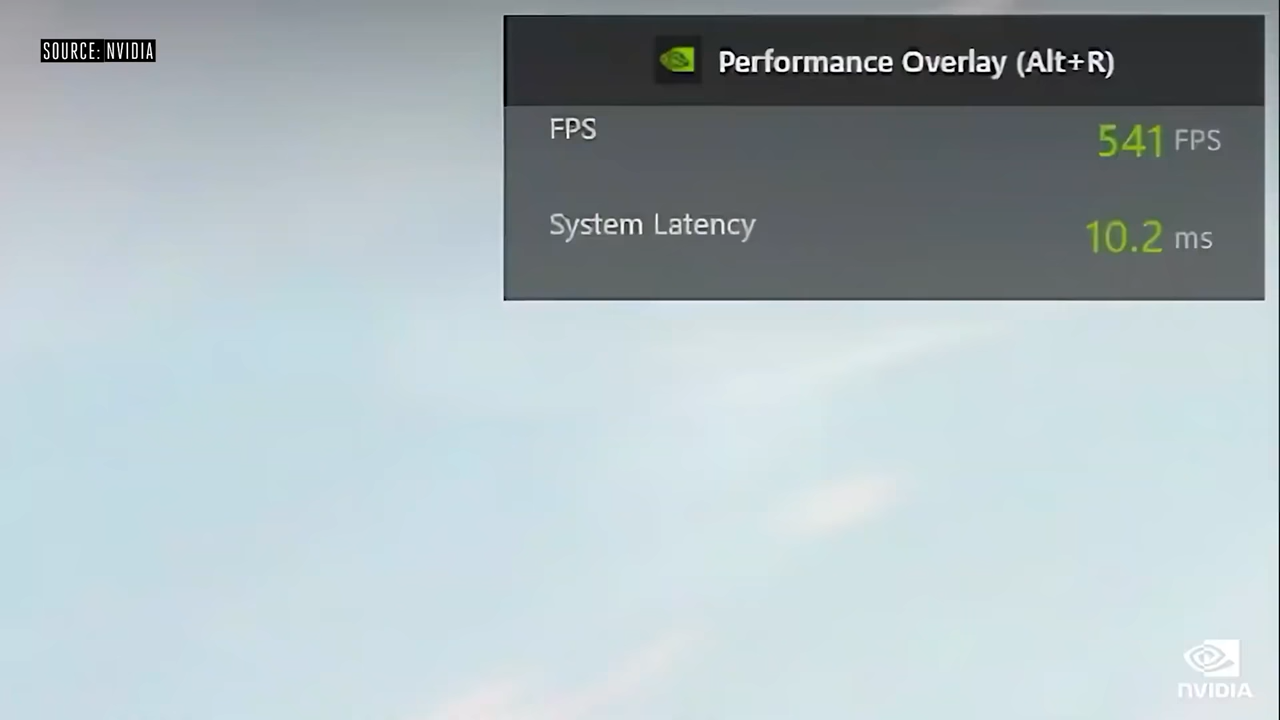 SOURCE: NVIDIA
Performance Overlay (Alt+R)
FPS 541 FPS
System Latency 10.2 ms
NVIDIA